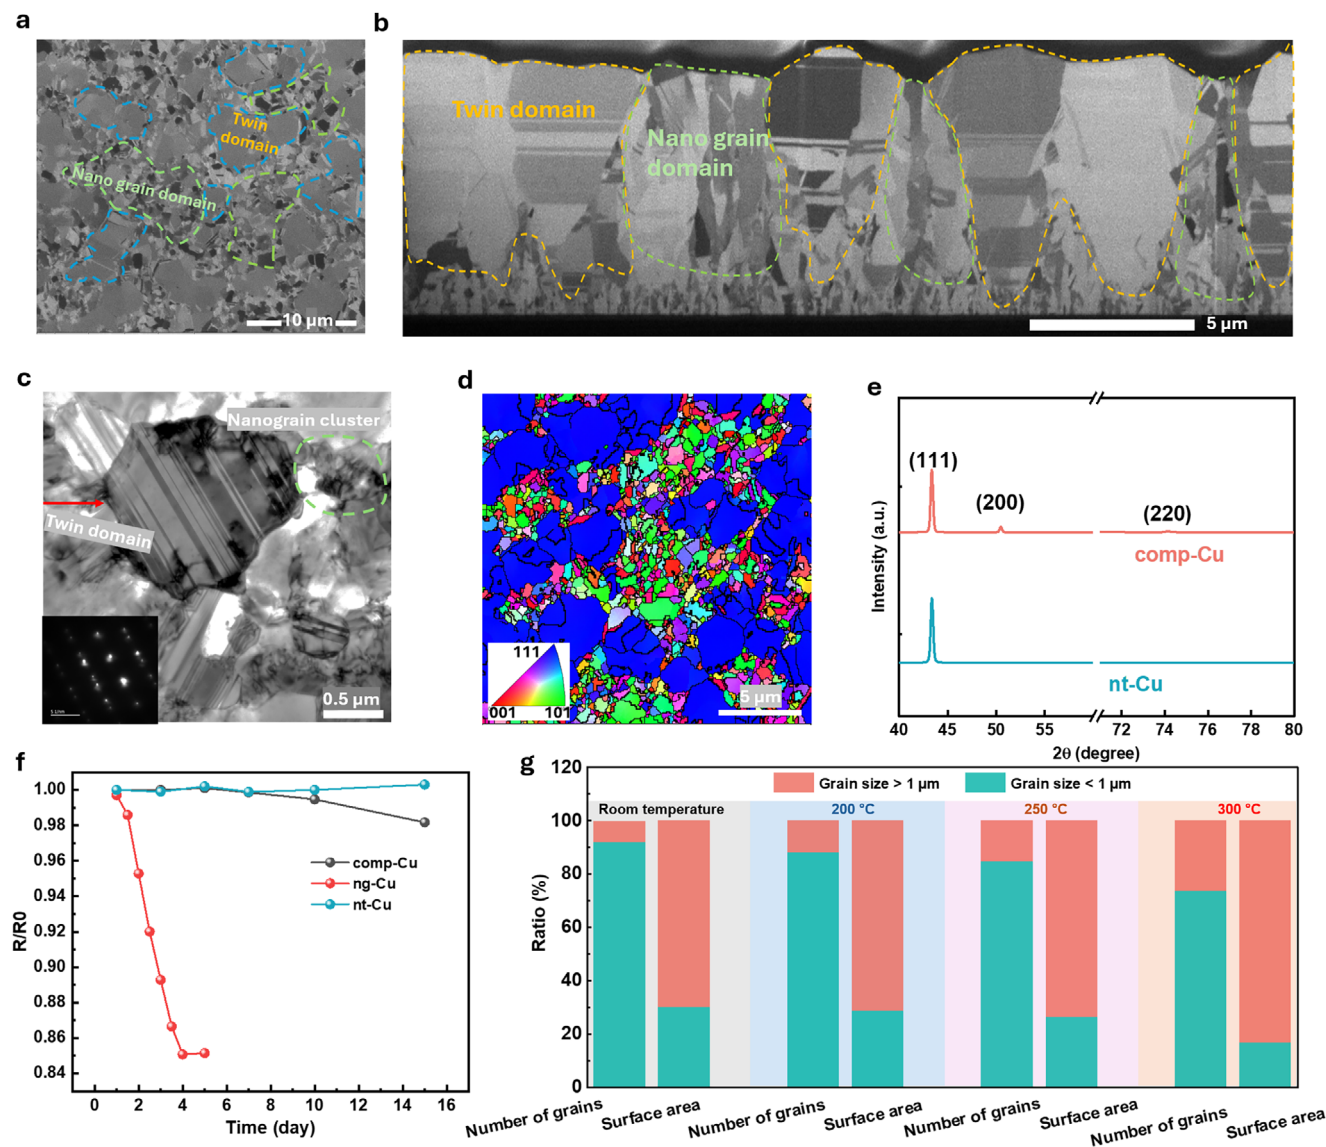 a
Twin
domain
Nano grain domain
10 μm
b
Twin domain
Nano grain
domain
5 μm
c
Nanograin cluster
Twin domain
0.5 μm
d
111
001
101
5 μm
e
(111)
(200)
(220)
comp-Cu
nt-Cu
Intensity (a.u.)
40 45 50 55 72 74 76 78 80
2θ (degree)
f
1.00
0.98
0.96
0.94
0.92
0.90
0.88
0.86
0.84
R/R0
comp-Cu
ng-Cu
nt-Cu
0 2 4 6 8 10 12 14 16
Time (day)
g
120
100
80
60
40
20
0
Ratio (%)
Grain size > 1 μm
Grain size < 1 μm
Room temperature
200 °C
250 °C
300 °C
Number of grains
Surface area
Number of grains
Surface area
Number of grains
Surface area
Number of grains
Surface area